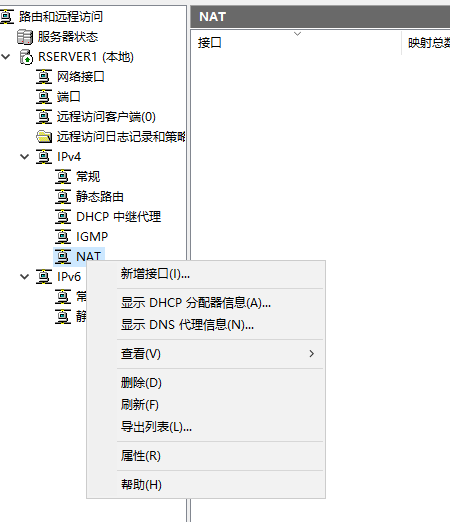 路由和远程访问
服务器状态
RSERVER1 (本地)
网络接口
端口
远程访问客户端(0)
远程访问日志记录和策略
IPv4
常规
静态路由
DHCP 中继代理
IGMP
NAT
IPv6
常
静
NAT
接口
映射总数
新增接口(I)...
显示 DHCP 分配器信息(A)...
显示 DNS 代理信息(N)...
查看(V)
删除(D)
刷新(F)
导出列表(L)...
属性(R)
帮助(H)